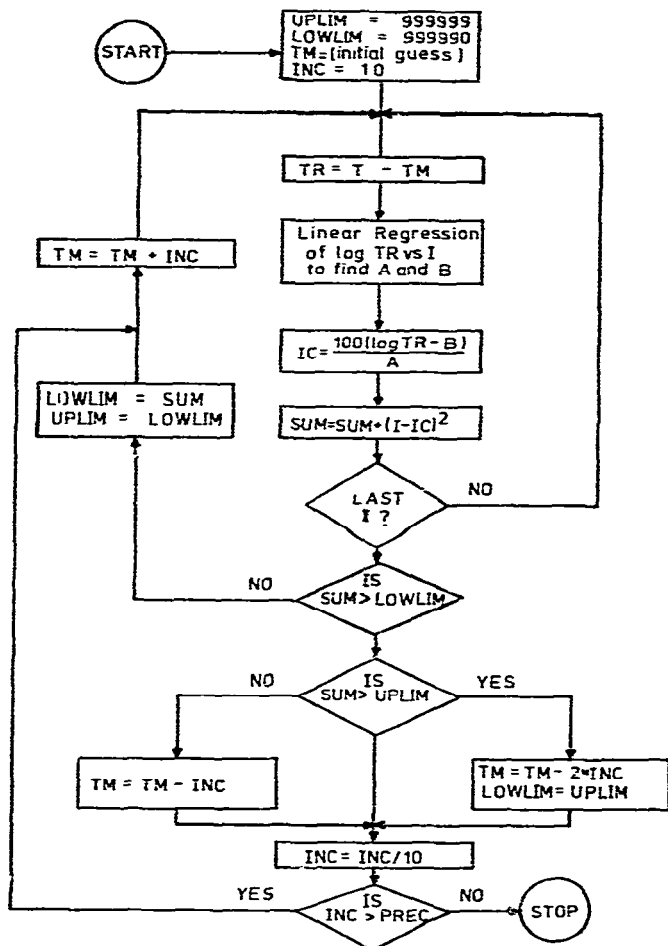 START
UPLIM = 999999
LOWLIM = 999990
TM=(initial guess)
INC = 10
TR= T - TM
Linear Regression
of log TR vs I
to find A and B
TM = TM + INC
IC= 100(log TR - B)
A
LOWLIM = SUM
UPLIM = LOWLIM
SUM=SUM+(I-IC)2
LAST
I ?
NO
IS
SUM>LOWLIM
NO
IS
SUM> UPLIM
NO
YES
TM = TM - INC
TM = TM- 2*INC
LOWLIM= UPLIM
INC= INC/10
IS
INC > PREC
YES
NO
STOP